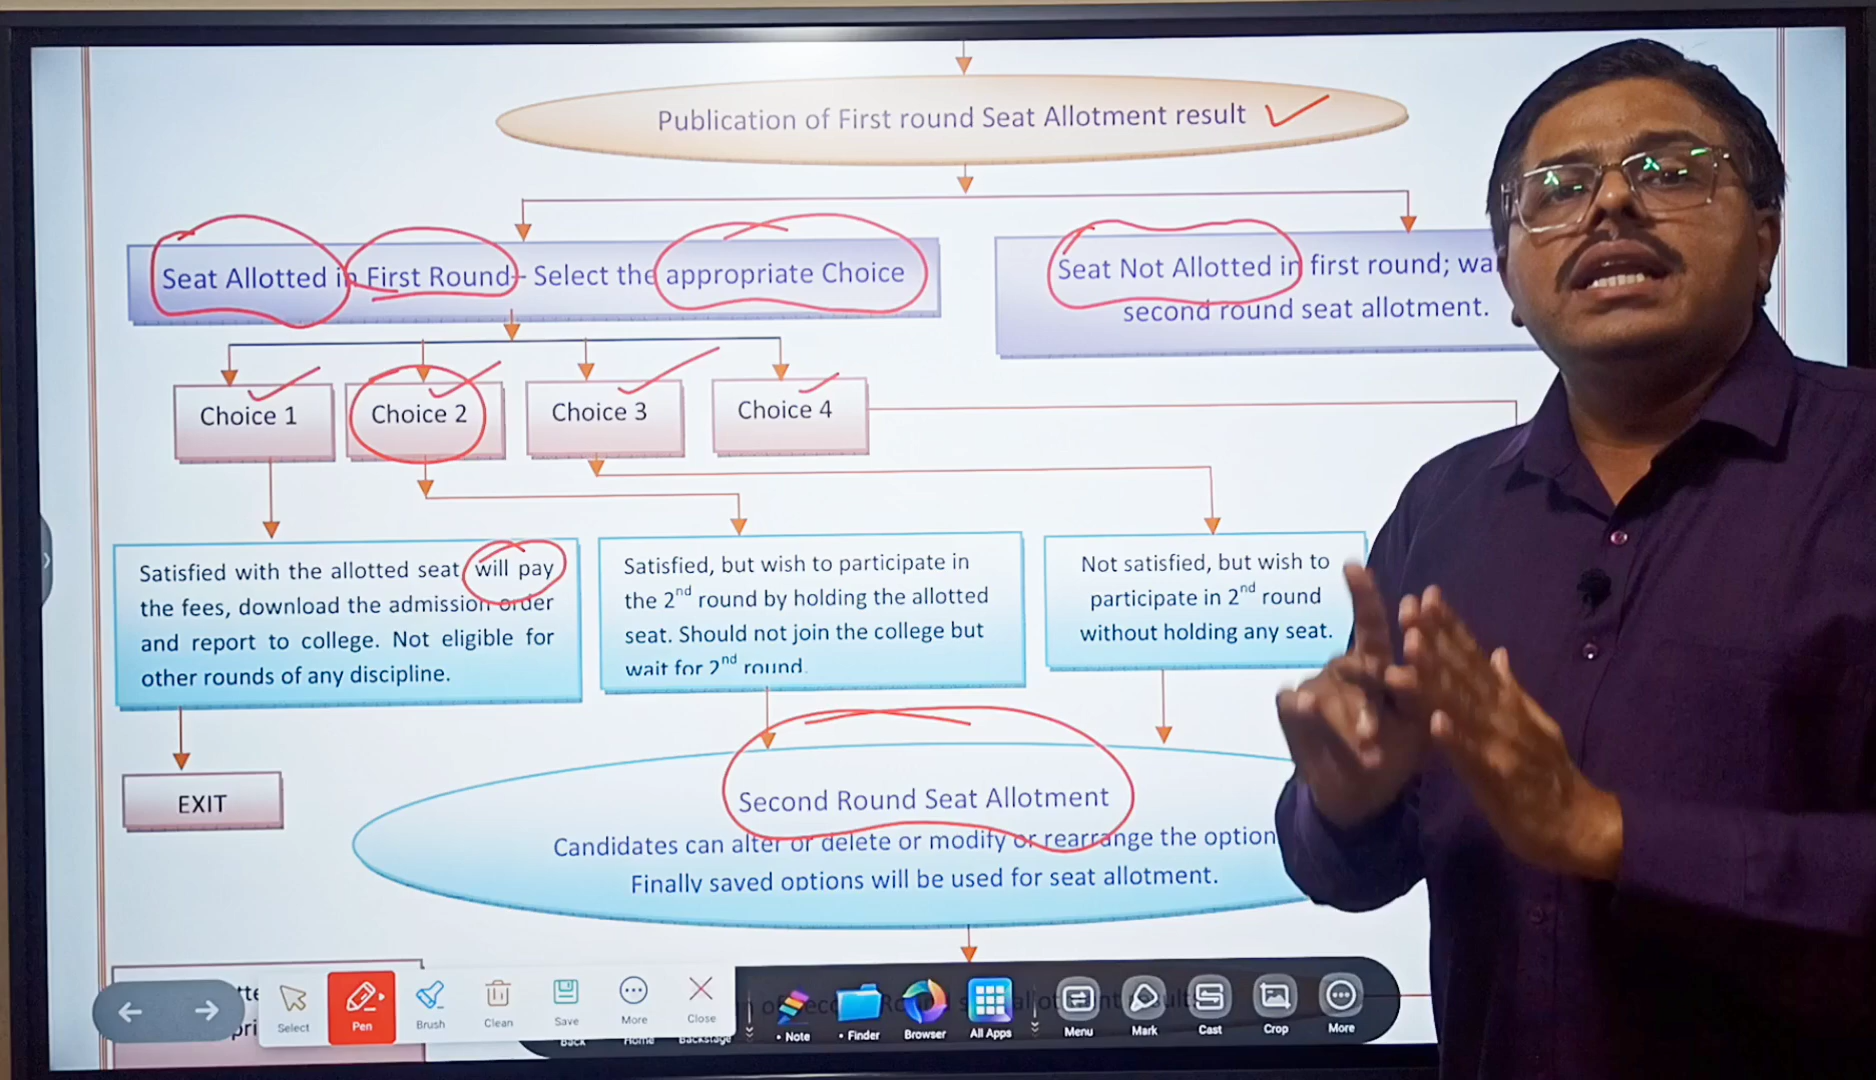 Publication of First round Seat Allotment result
Seat Allotted in First Round- Select the appropriate Choice
Seat Not Allotted in first round;
second round seat allotment.
Choice 1
Choice 2
Choice 3
Choice 4
Satisfied with the allotted seat will pay
the fees, download the admission order
and report to college. Not eligible for
other rounds of any discipline.
Satisfied, but wish to participate in
the 2nd round by holding the allotted
seat. Should not join the college but
wait for 2nd round.
Not satisfied, but wish to
participate in 2nd round
without holding any seat.
EXIT
Second Round Seat Allotment
Candidates can alter or delete or modify or rearrange the option
Finally saved options will be used for seat allotment.
Select
Pen
Brush
Clean
Save
More
Close
Note
Finder
Browser
All Apps
Menu
Mark
Cast
Crop
More
Back
Home
Backstage